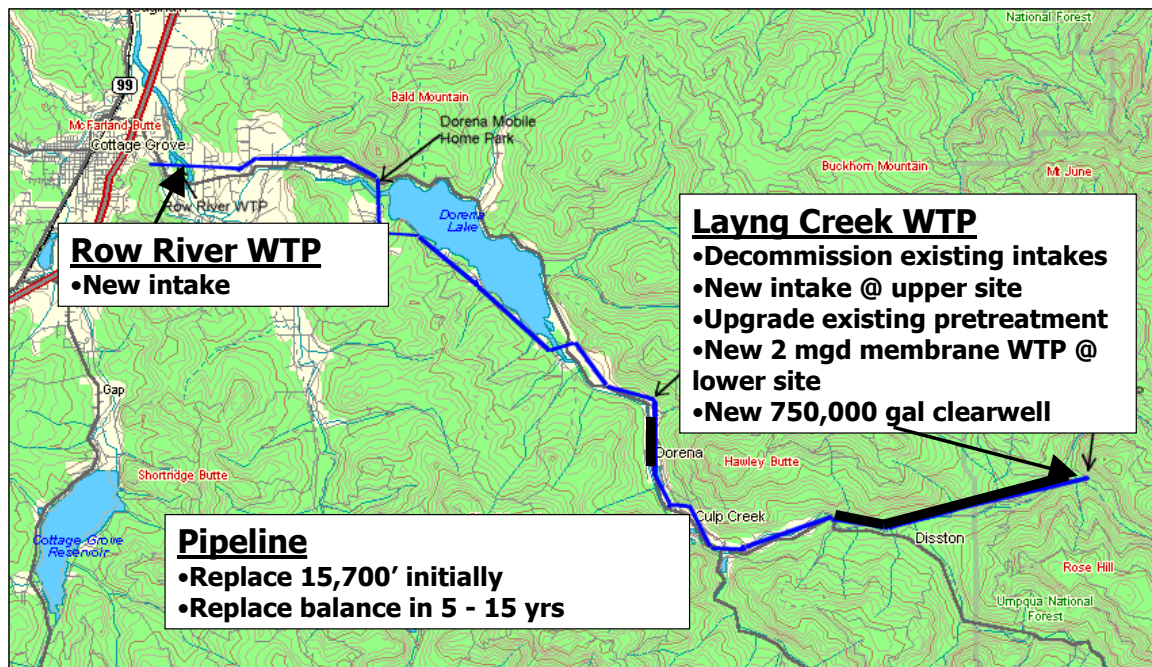 National Forest
99
Bald Mountain
McFarland Butte
Dorena Mobile
Home Park
Cottage Grove
Buckhorn Mountain
Mt June
Row River WTP
Dorena
Lake
Layng Creek WTP
•Decommission existing intakes
•New intake @ upper site
•Upgrade existing pretreatment
•New 2 mgd membrane WTP @
lower site
•New 750,000 gal clearwell
Row River WTP
•New intake
Gap
Dorena
Hawley Butte
Shortridge Butte
Culp Creek
Cottage Grove
Reservoir
Disston
Pipeline
•Replace 15,700’ initially
•Replace balance in 5 - 15 yrs
Rose Hill
Umpqua National
Forest